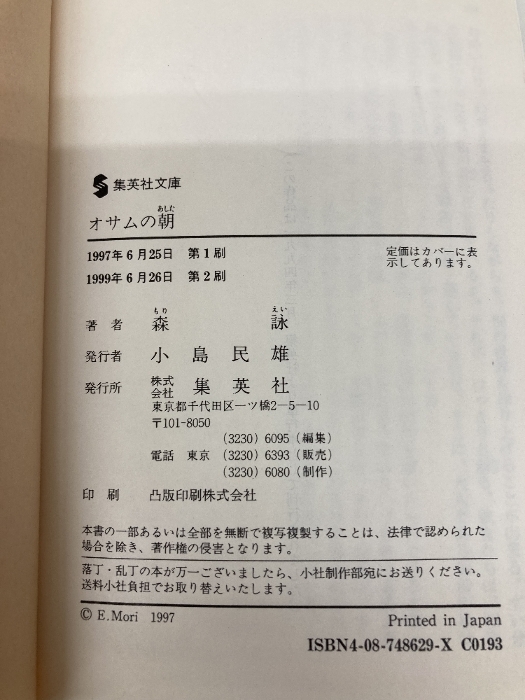 集英社文庫
オサムの朝
あした
1997年6月25日 第1刷
1999年6月26日 第2刷
定価はカバーに表
示してあります。
著者 森 詠
もり えい
発行者 小島民雄
発行所 株式会社 集英社
東京都千代田区一ツ橋2-5-10
〒101-8050
(3230) 6095 (編集)
電話 東京 (3230) 6393 (販売)
(3230) 6080 (制作)
印刷 凸版印刷株式会社
本書の一部あるいは全部を無断で複写複製することは、法律で認められた
場合を除き、著作権の侵害となります。
落丁・乱丁の本が万一ございましたら、小社制作部宛にお送りください。
送料小社負担でお取り替えいたします。
© E.Mori 1997
Printed in Japan
ISBN4-08-748629-X C0193